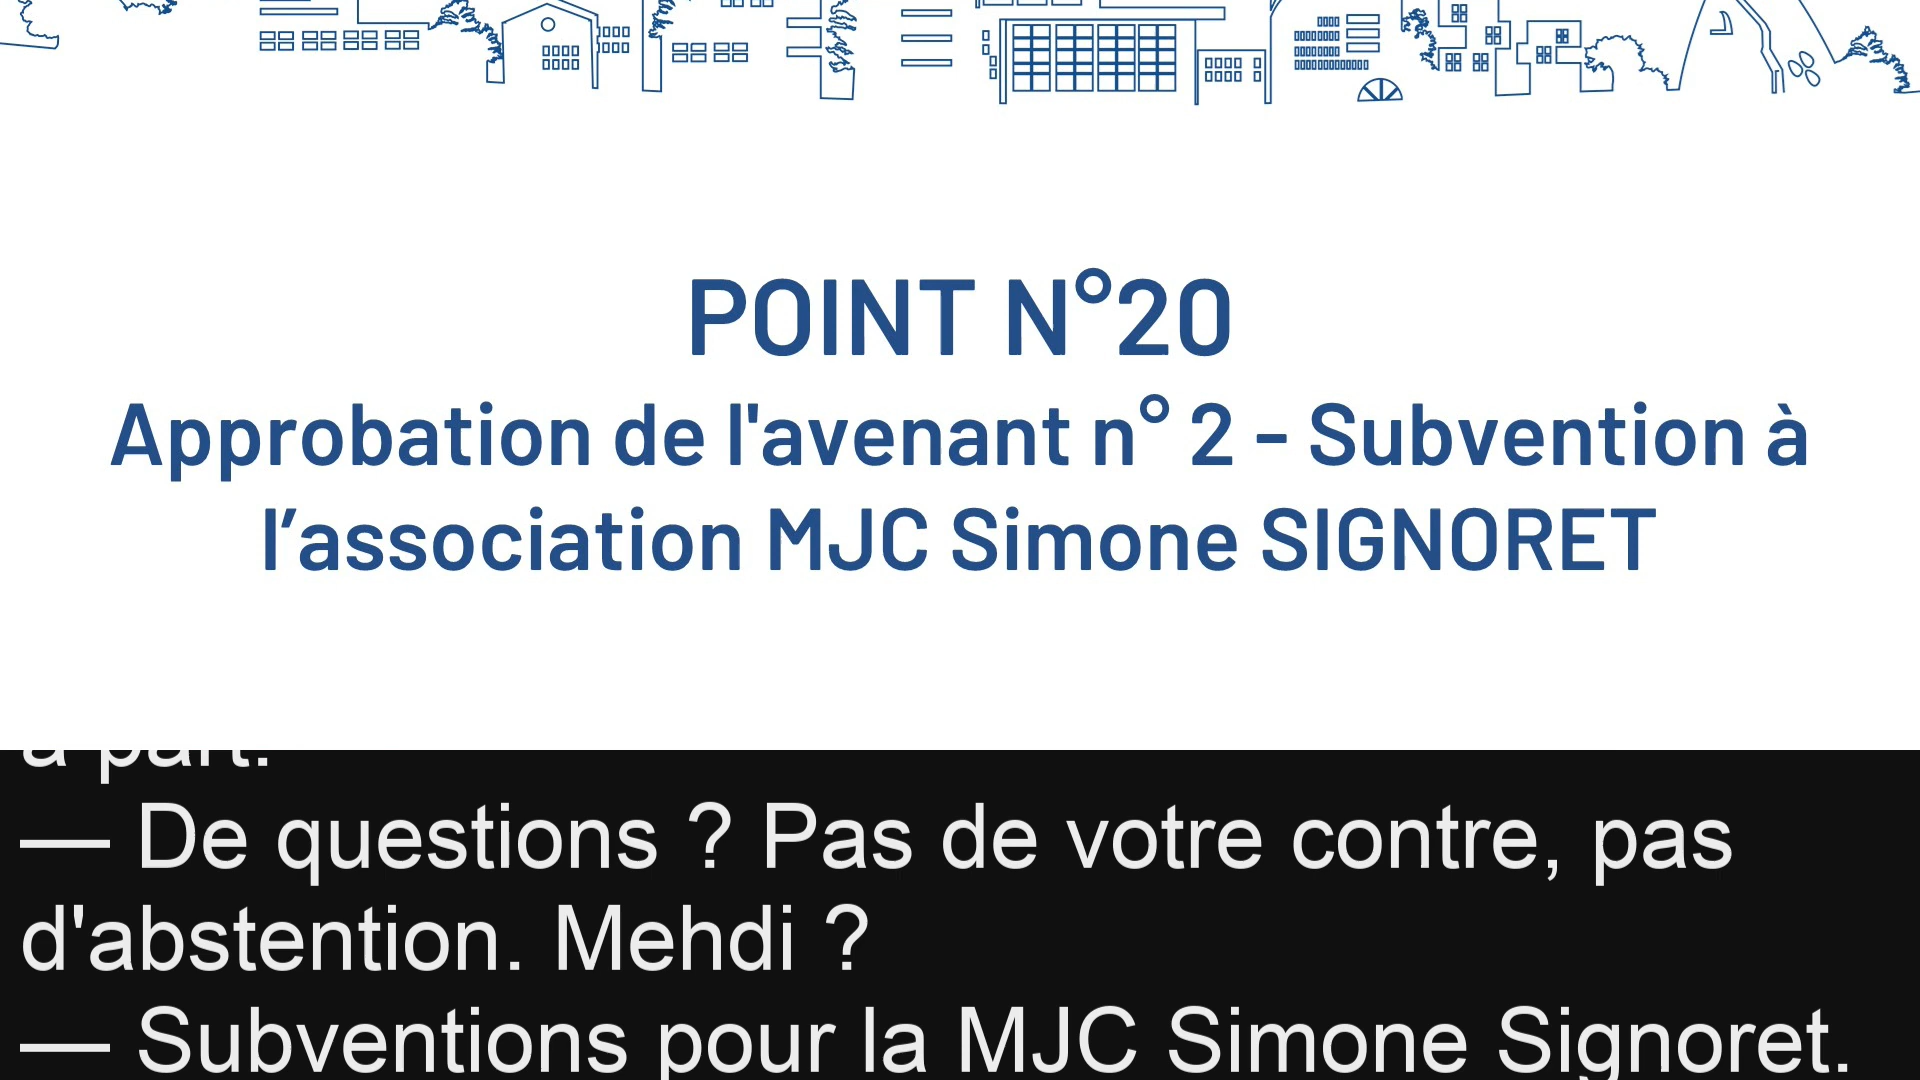 POINT N°20
Approbation de l'avenant n° 2 - Subvention à
l’association MJC Simone SIGNORET
à part.
— De questions ? Pas de votre contre, pas
d'abstention. Mehdi ?
— Subventions pour la MJC Simone Signoret.